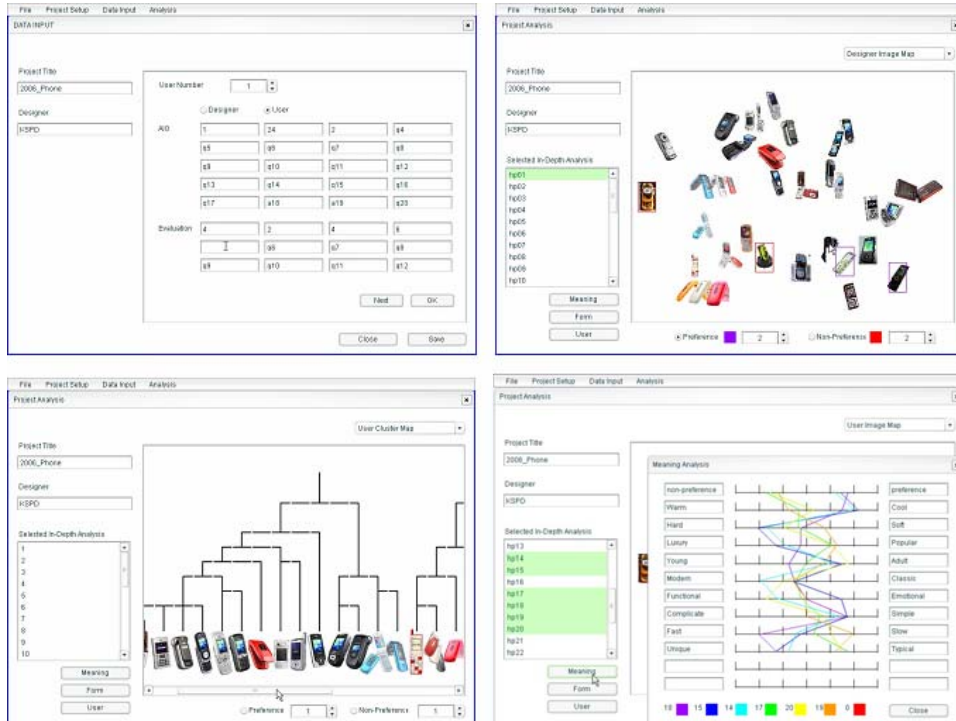 File Project Setup Data Input Analysis
DATA INPUT
Project Title
2006_Phone
Designer
KSPD
User Number 1
Designer User
AIO 1 24 2 q4
q5 q6 q7 q8
q9 q10 q11 q12
q13 q14 q15 q16
q17 q18 q19 q20
Evaluation 4 2 4 6
q6 q7 q8
q9 q10 q11 q12
Next OK
Close Save
File Project Setup Data Input Analysis
Project Analysis
Designer Image Map
Project Title
2006_Phone
Designer
KSPD
Selected In-Depth Analysis
hp01
hp02
hp03
hp04
hp05
hp06
hp07
hp08
hp09
hp10
Meaning
Form
User
Preference 2 Non-Preference 2
File Project Setup Data Input Analysis
Project Analysis
User Cluster Map
Project Title
2006_Phone
Designer
KSPD
Selected In-Depth Analysis
1
2
3
4
5
6
7
8
9
10
Meaning
Form
User
Preference 1 Non-Preference 1
File Project Setup Data Input Analysis
Project Analysis
User Image Map
Project Title
2006_Phone
Designer
KSPD
Selected In-Depth Analysis
hp13
hp14
hp15
hp16
hp17
hp18
hp19
hp20
hp21
hp22
Meaning
Form
User
Meaning Analysis
non-preference preference
Warm Cool
Hard Soft
Luxury Popular
Young Adult
Modern Classic
Functional Emotional
Complicate Simple
Fast Slow
Unique Typical
18 15 14 17 20 19 0
Close